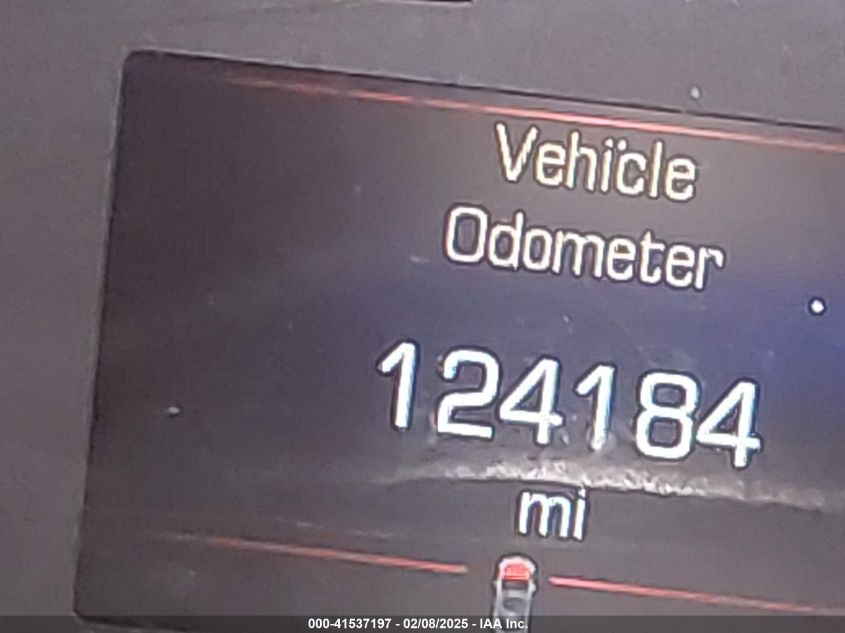 Vehicle
Odometer
124184
mi
000-41537197 - 02/08/2025 - IAA Inc.